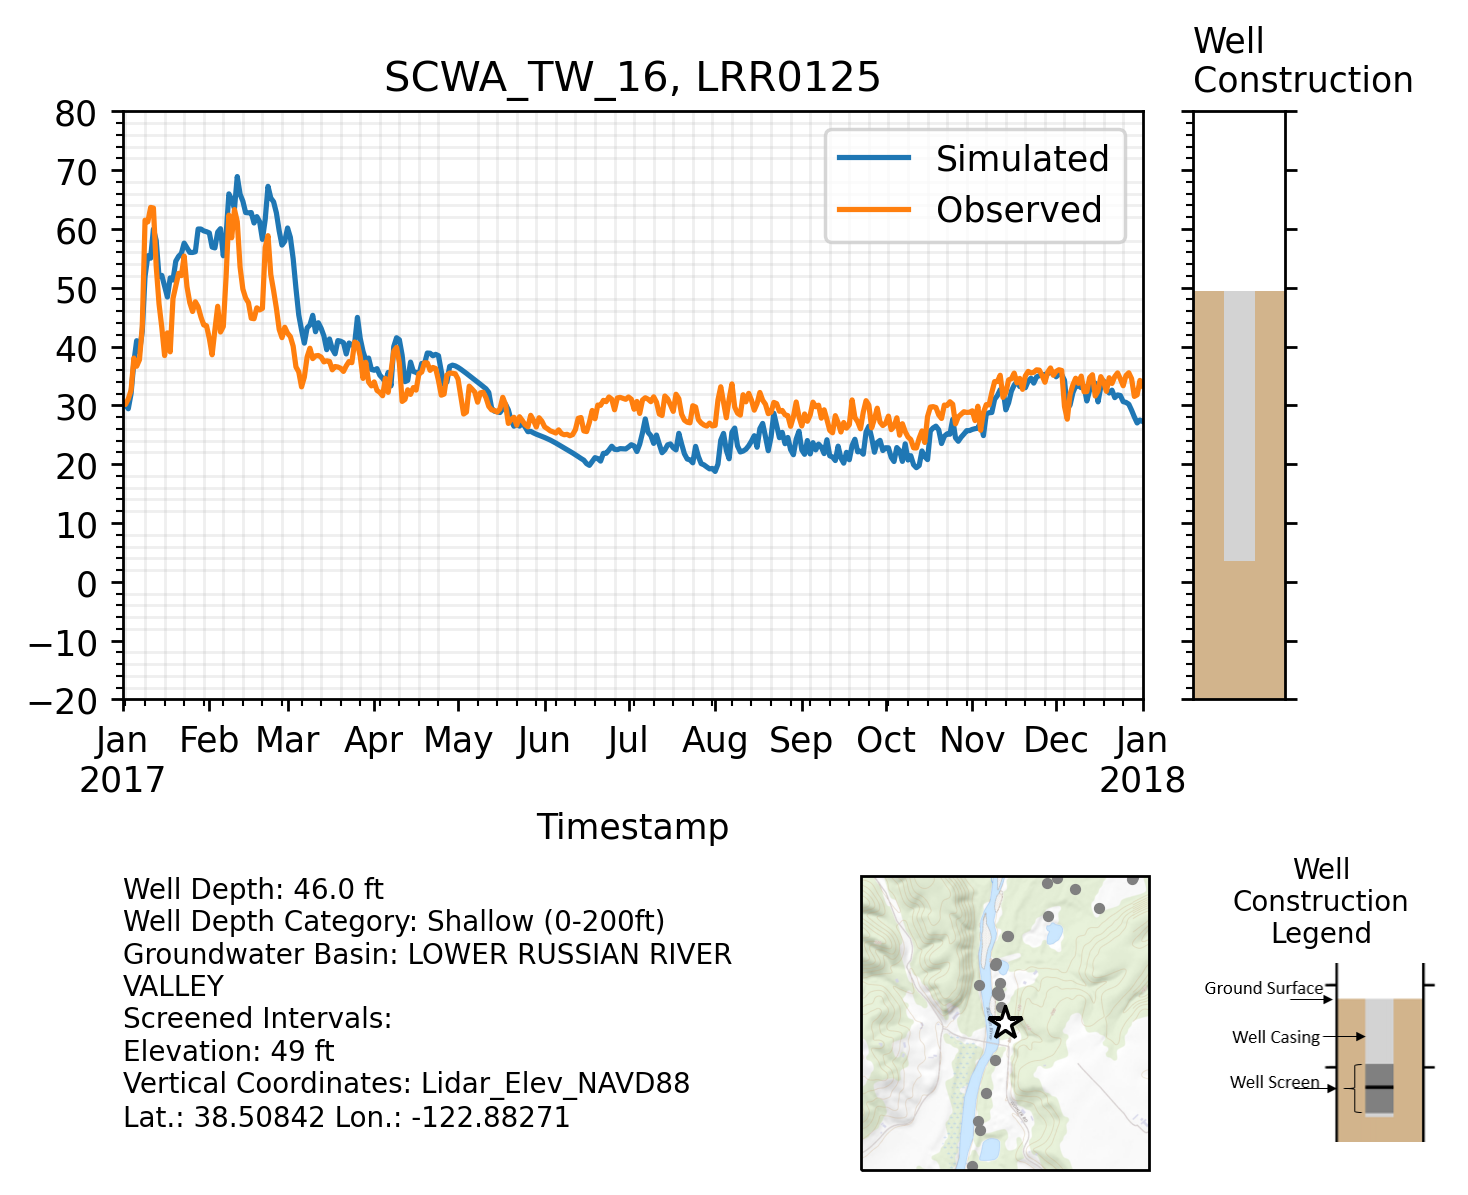 Well
Construction
SCWA_TW_16, LRR0125
80
70
60
50
40
30
20
10
0
−10
−20
Simulated
Observed
Jan Feb Mar Apr May Jun Jul Aug Sep Oct Nov Dec Jan
2017 2018
Timestamp
Well Depth: 46.0 ft
Well Depth Category: Shallow (0-200ft)
Groundwater Basin: LOWER RUSSIAN RIVER
VALLEY
Screened Intervals:
Elevation: 49 ft
Vertical Coordinates: Lidar_Elev_NAVD88
Lat.: 38.50842 Lon.: -122.88271
Well
Construction
Legend
Ground Surface
Well Casing
Well Screen